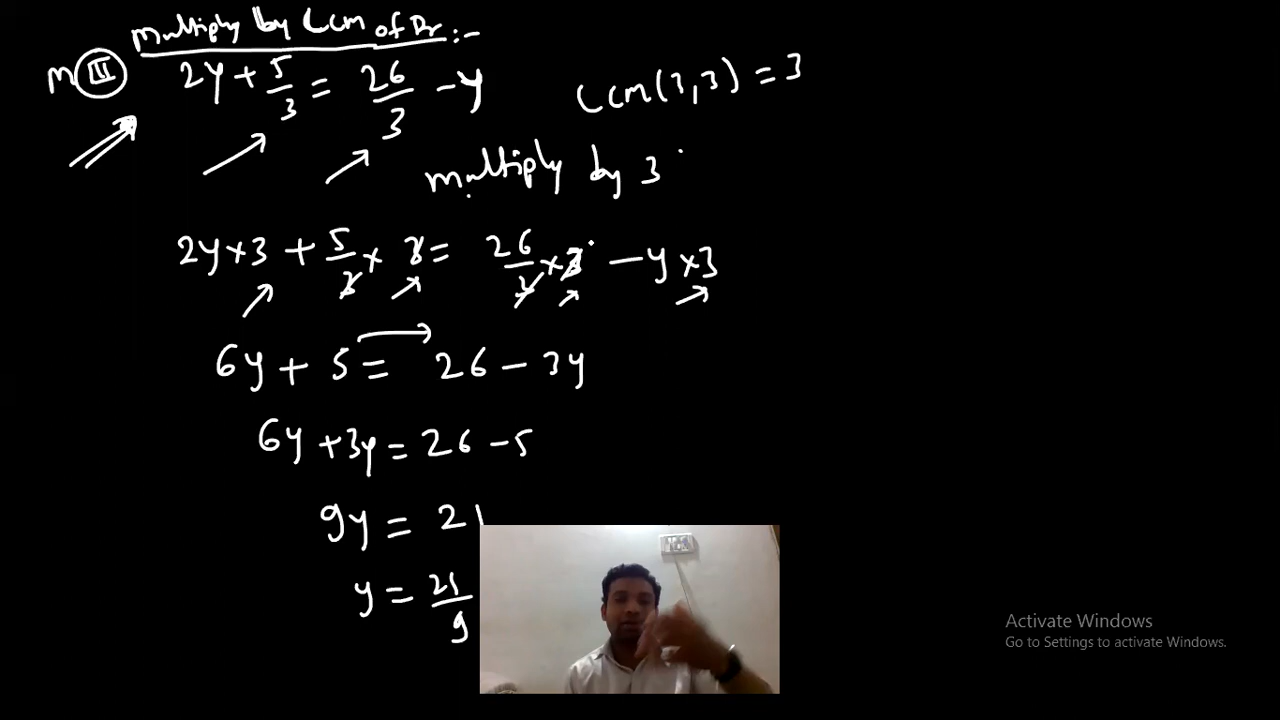 Multiply by LCM of Dr :-
M III 2y + 5/3 = 26/3 - y
LCM(3,3) = 3
multiply by 3
2y×3 + 5/3 × 3 = 26/3 ×3 - y×3
6y + 5 = 26 - 3y
6y +3y = 26 -5
9y = 21
y = 21/9
Activate Windows
Go to Settings to activate Windows.